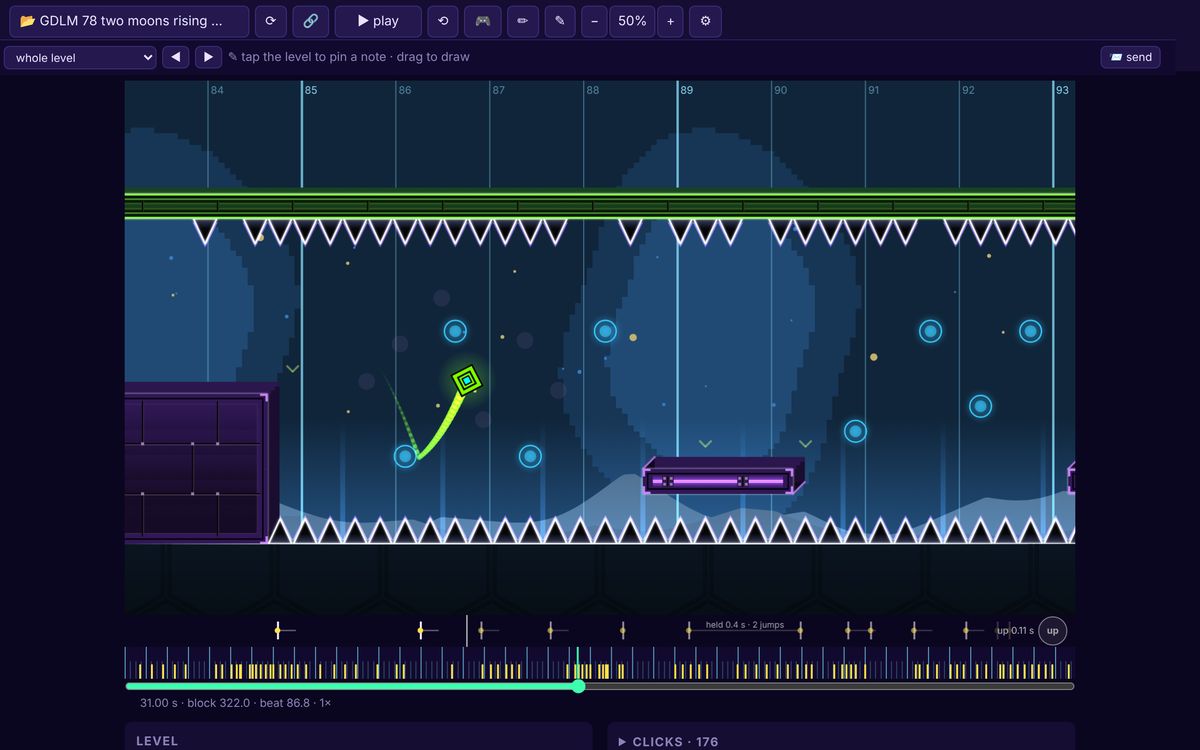 📂 GDLM 78 two moons rising ... ⟳ 🔗 ▶ play ⟲ 🎮 ✏ ✎ − 50% + ⚙
whole level ◀ ▶ ✎ tap the level to pin a note · drag to draw 📨 send
84 85 86 87 88 89 90 91 92 93
held 0.4 s · 2 jumps up 0.11 s up
31.00 s · block 322.0 · beat 86.8 · 1×
LEVEL ▶ CLICKS · 176